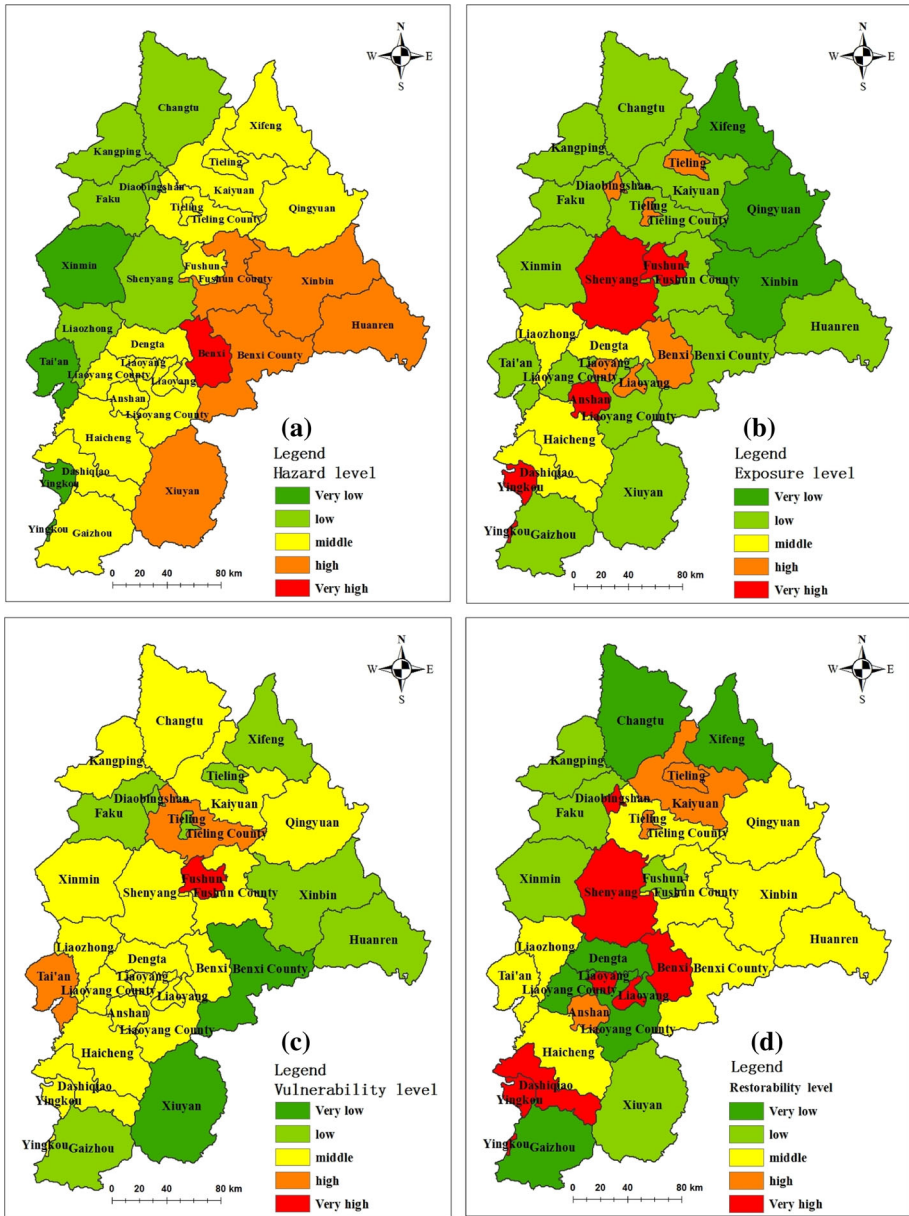 N
W E
S
Changtu
Xifeng
Kangping
Tieling
Diaobingshan
Kaiyuan
Faku
Tieling
Tieling County
Qingyuan
Xinmin
Shenyang
Fushun
Fushun County
Xinbin
Liaozhong
Huanren
Dengta
Tai'an
Liaoyang
Benxi
Benxi County
Liaoyang County
Liaoyang
Anshan
Liaoyang County
Haicheng
Dashiqiao
Yingkou
Xiuyan
Yingkou
Gaizhou
(a)
Legend
Hazard level
Very low
low
middle
high
Very high
0 20 40 80 km
N
W E
S
Changtu
Xifeng
Kangping
Tieling
Diaobingshan
Kaiyuan
Faku
Tieling
Tieling County
Qingyuan
Xinmin
Shenyang
Fushun
Fushun County
Xinbin
Liaozhong
Huanren
Dengta
Tai'an
Liaoyang
Benxi
Benxi County
Liaoyang County
Liaoyang
Anshan
Liaoyang County
Haicheng
Dashiqiao
Yingkou
Xiuyan
Yingkou
Gaizhou
(b)
Legend
Exposure level
Very low
low
middle
high
Very high
0 20 40 80 km
N
W E
S
Changtu
Xifeng
Kangping
Tieling
Diaobingshan
Kaiyuan
Faku
Tieling
Tieling County
Qingyuan
Xinmin
Shenyang
Fushun
Fushun County
Xinbin
Liaozhong
Huanren
Dengta
Tai'an
Liaoyang
Benxi
Benxi County
Liaoyang County
Liaoyang
Anshan
Liaoyang County
Haicheng
Dashiqiao
Yingkou
Xiuyan
Yingkou
Gaizhou
(c)
Legend
Vulnerability level
Very low
low
middle
high
Very high
0 20 40 80 km
N
W E
S
Changtu
Xifeng
Kangping
Tieling
Diaobingshan
Kaiyuan
Faku
Tieling
Tieling County
Qingyuan
Xinmin
Shenyang
Fushun
Fushun County
Xinbin
Liaozhong
Huanren
Dengta
Tai'an
Liaoyang
Benxi
Benxi County
Liaoyang County
Liaoyang
Anshan
Liaoyang County
Haicheng
Dashiqiao
Yingkou
Xiuyan
Yingkou
Gaizhou
(d)
Legend
Restorability level
Very low
low
middle
high
Very high
0 20 40 80 km